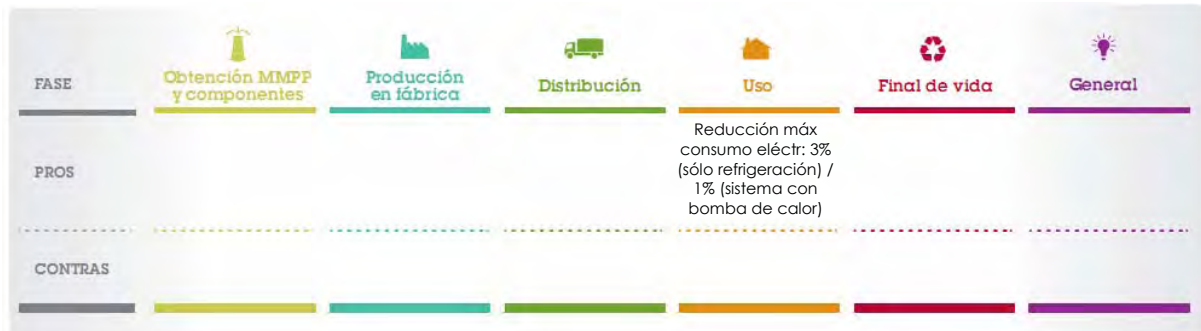 FASE
Obtención MMPP
y componentes
Producción
en fábrica
Distribución
Uso
Final de vida
General
PROS
Reducción máx
consumo eléctr: 3%
(sólo refrigeración) /
1% (sistema con
bomba de calor)
CONTRAS